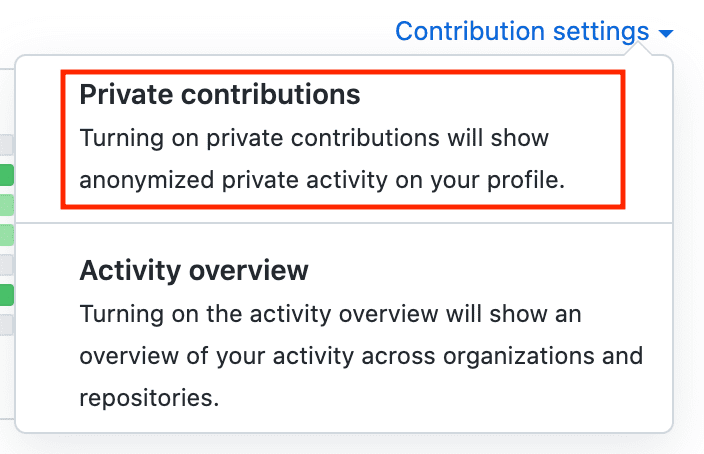 Contribution settings
Private contributions
Turning on private contributions will show
anonymized private activity on your profile.
Activity overview
Turning on the activity overview will show an
overview of your activity across organizations and
repositories.